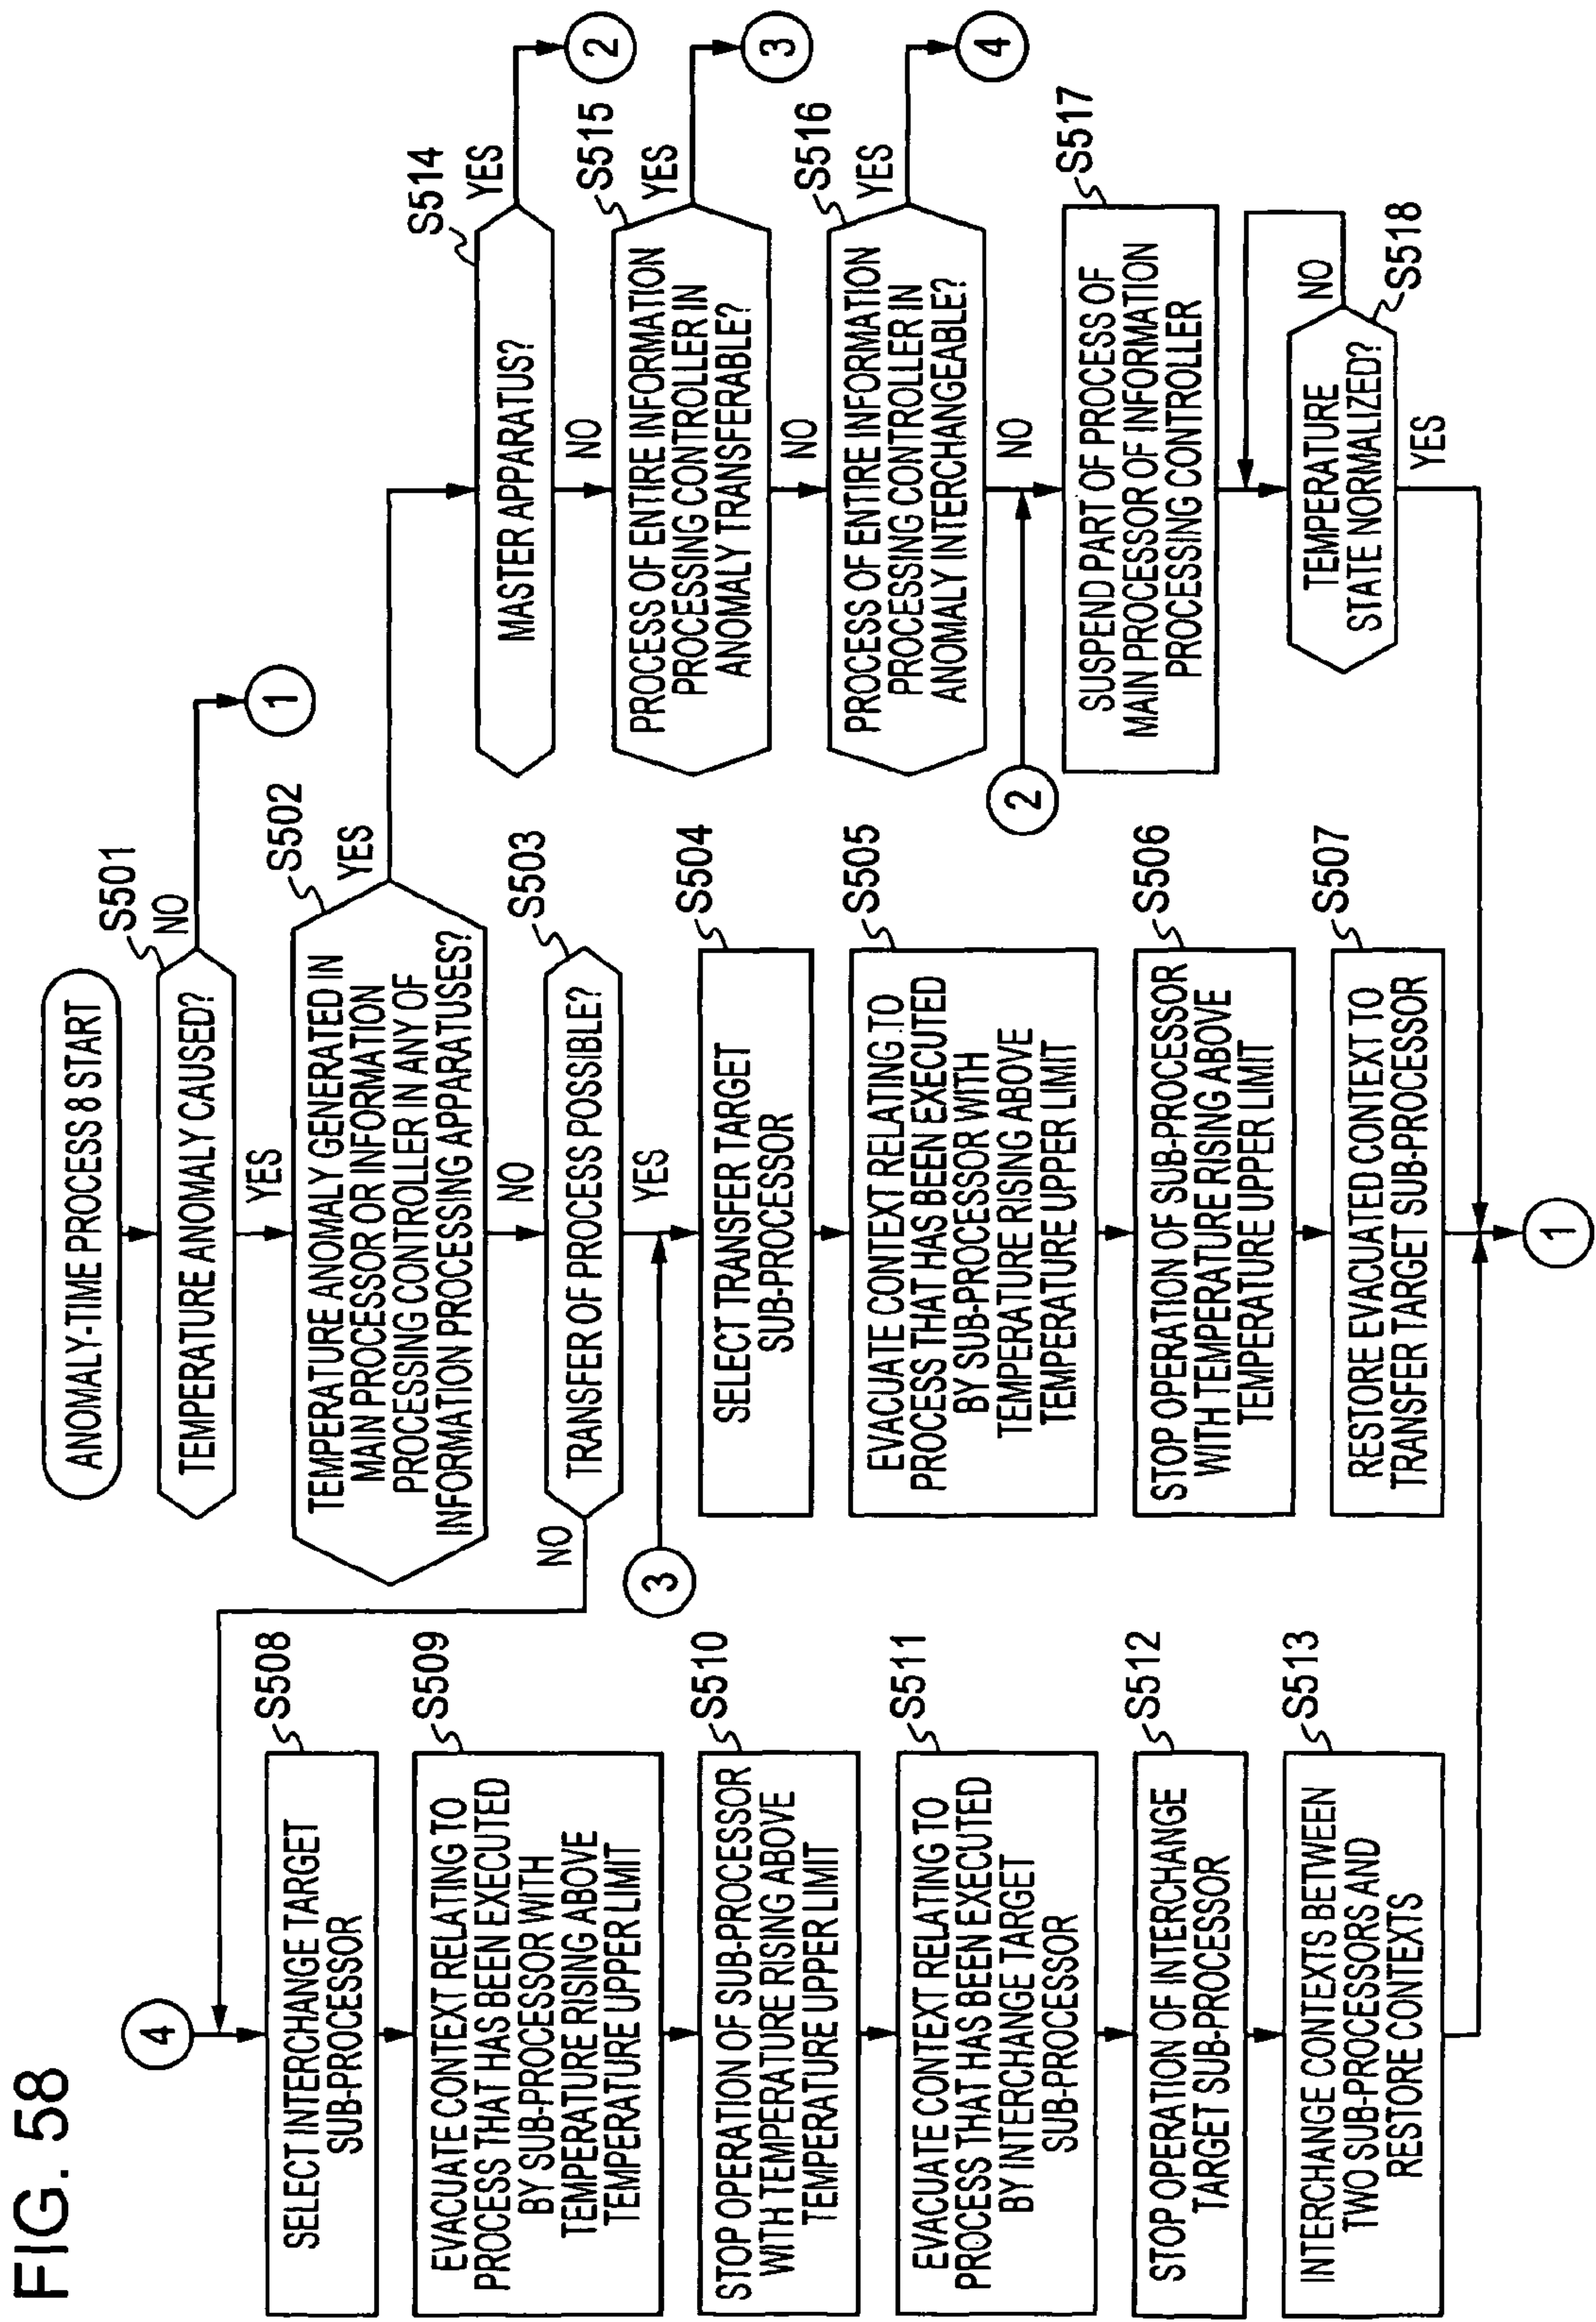 FIG. 58
ANOMALY-TIME PROCESS 8 START
S501
TEMPERATURE ANOMALY CAUSED?
NO
1
YES
S502
TEMPERATURE ANOMALY GENERATED IN
MAIN PROCESSOR OR INFORMATION
PROCESSING CONTROLLER IN ANY OF
INFORMATION PROCESSING APPARATUSES?
YES
NO
S503
TRANSFER OF PROCESS POSSIBLE?
NO
YES
3
S504
SELECT TRANSFER TARGET
SUB-PROCESSOR
S505
EVACUATE CONTEXT RELATING TO
PROCESS THAT HAS BEEN EXECUTED
BY SUB-PROCESSOR WITH
TEMPERATURE RISING ABOVE
TEMPERATURE UPPER LIMIT
S506
STOP OPERATION OF SUB-PROCESSOR
WITH TEMPERATURE RISING ABOVE
TEMPERATURE UPPER LIMIT
S507
RESTORE EVACUATED CONTEXT TO
TRANSFER TARGET SUB-PROCESSOR
1
4
S508
SELECT INTERCHANGE TARGET
SUB-PROCESSOR
S509
EVACUATE CONTEXT RELATING TO
PROCESS THAT HAS BEEN EXECUTED
BY SUB-PROCESSOR WITH
TEMPERATURE RISING ABOVE
TEMPERATURE UPPER LIMIT
S510
STOP OPERATION OF SUB-PROCESSOR
WITH TEMPERATURE RISING ABOVE
TEMPERATURE UPPER LIMIT
S511
EVACUATE CONTEXT RELATING TO
PROCESS THAT HAS BEEN EXECUTED
BY INTERCHANGE TARGET
SUB-PROCESSOR
S512
STOP OPERATION OF INTERCHANGE
TARGET SUB-PROCESSOR
S513
INTERCHANGE CONTEXTS BETWEEN
TWO SUB-PROCESSORS AND
RESTORE CONTEXTS
S514
MASTER APPARATUS?
YES
2
NO
S515
PROCESS OF ENTIRE INFORMATION
PROCESSING CONTROLLER IN
ANOMALY TRANSFERABLE?
YES
3
NO
S516
PROCESS OF ENTIRE INFORMATION
PROCESSING CONTROLLER IN
ANOMALY INTERCHANGEABLE?
YES
4
NO
2
S517
SUSPEND PART OF PROCESS OF
MAIN PROCESSOR OF INFORMATION
PROCESSING CONTROLLER
S518
TEMPERATURE
STATE NORMALIZED?
NO
YES